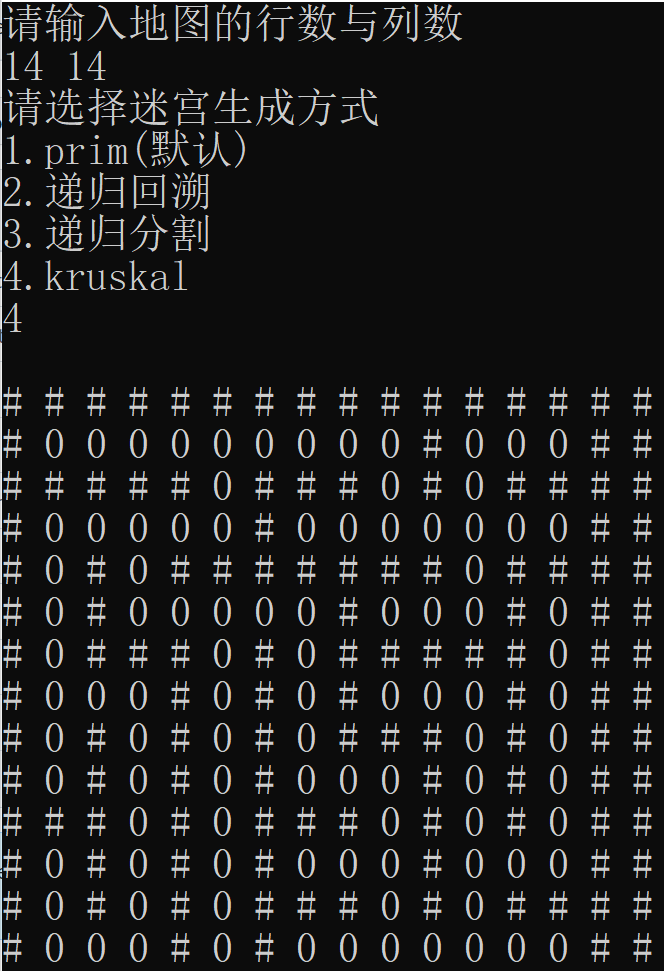 请输入地图的行数与列数
14 14
请选择迷宫生成方式
1.prim(默认)
2.递归回溯
3.递归分割
4.kruskal
4
# # # # # # # # # # # # # # # #
# 0 0 0 0 0 0 0 0 0 # 0 0 0 # #
# # # # # 0 # # # 0 # 0 # # # #
# 0 0 0 0 0 # 0 0 0 0 0 0 0 # #
# 0 # 0 # # # # # # # 0 # # # #
# 0 # 0 0 0 0 0 # 0 0 0 # 0 # #
# 0 # # # 0 # 0 # # # # # 0 # #
# 0 0 0 # 0 # 0 # 0 0 0 # 0 # #
# 0 # 0 # 0 # 0 # # # 0 # 0 # #
# 0 # 0 # 0 # 0 0 0 # 0 # 0 # #
# # # 0 # 0 # # # 0 # 0 # 0 # #
# 0 # 0 # 0 # 0 0 0 # 0 0 0 # #
# 0 # 0 # 0 # # # 0 # 0 # # # #
# 0 0 0 # 0 # 0 0 0 0 0 0 0 # #